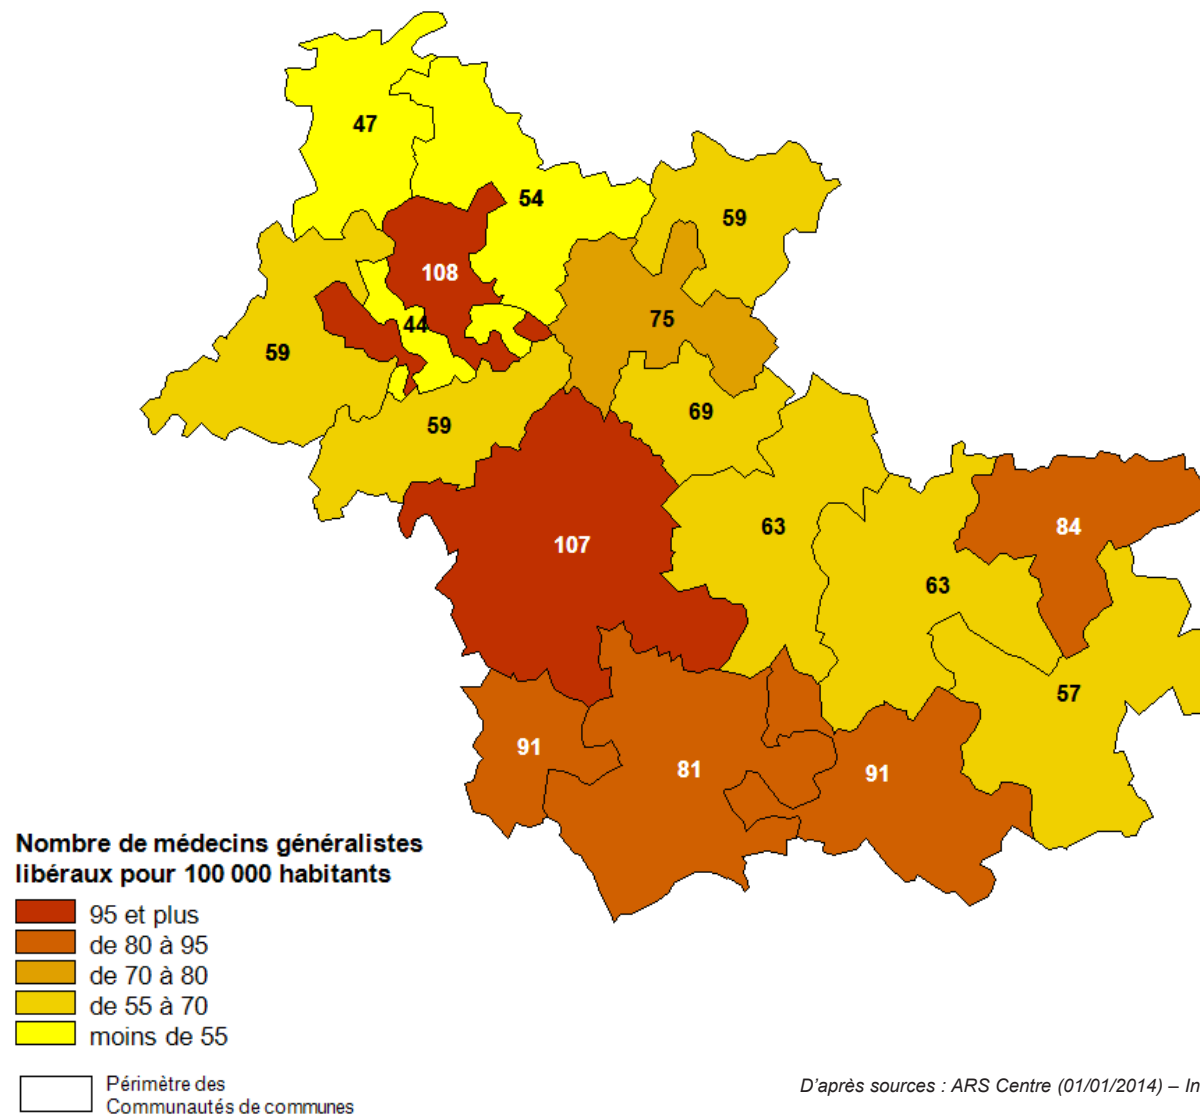 47
54
59
108
75
44
59
69
59
63
84
107
63
57
91
81
91
Nombre de médecins généralistes
libéraux pour 100 000 habitants
95 et plus
de 80 à 95
de 70 à 80
de 55 à 70
moins de 55
Périmètre des
Communautés de communes
D'après sources : ARS Centre (01/01/2014) – In